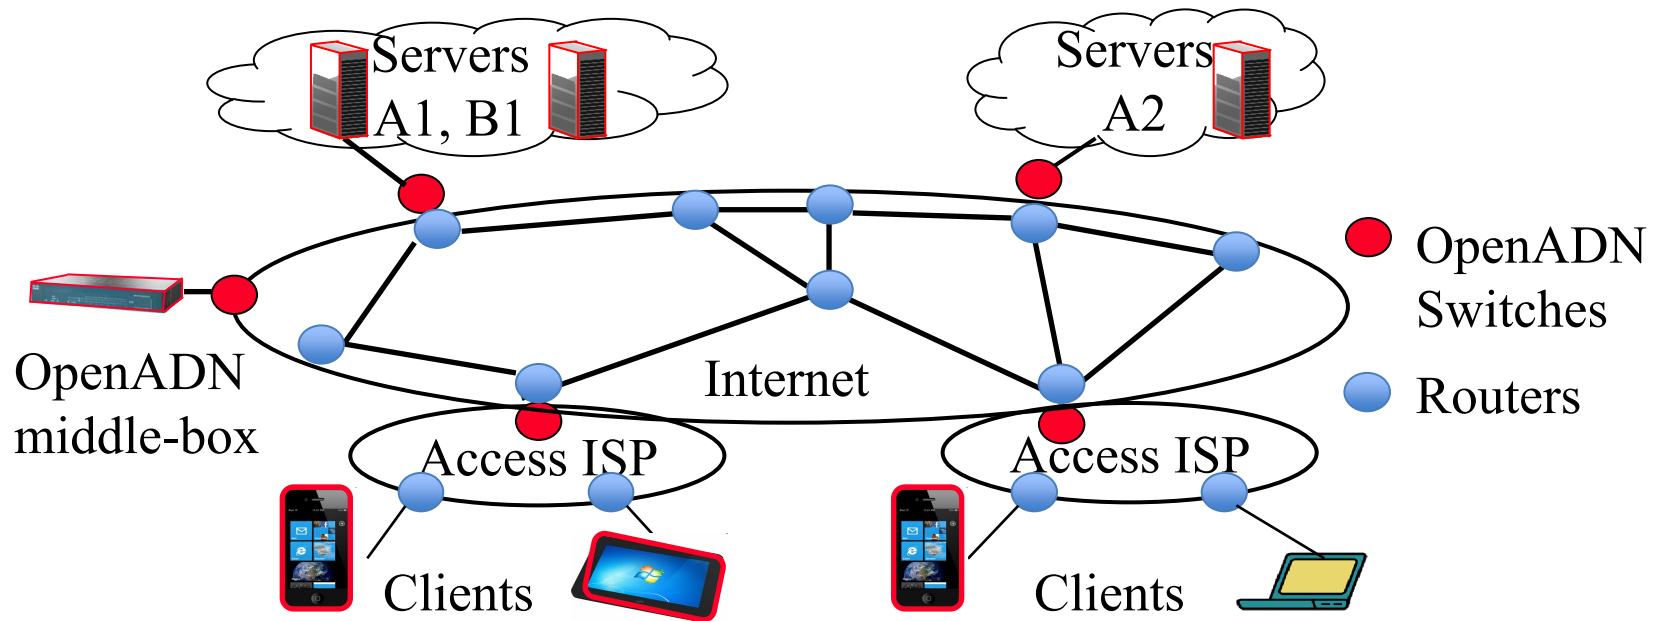 Servers
A1, B1
Servers
A2
OpenADN
Switches
Routers
OpenADN
middle-box
Internet
Access ISP
Access ISP
Clients
Clients